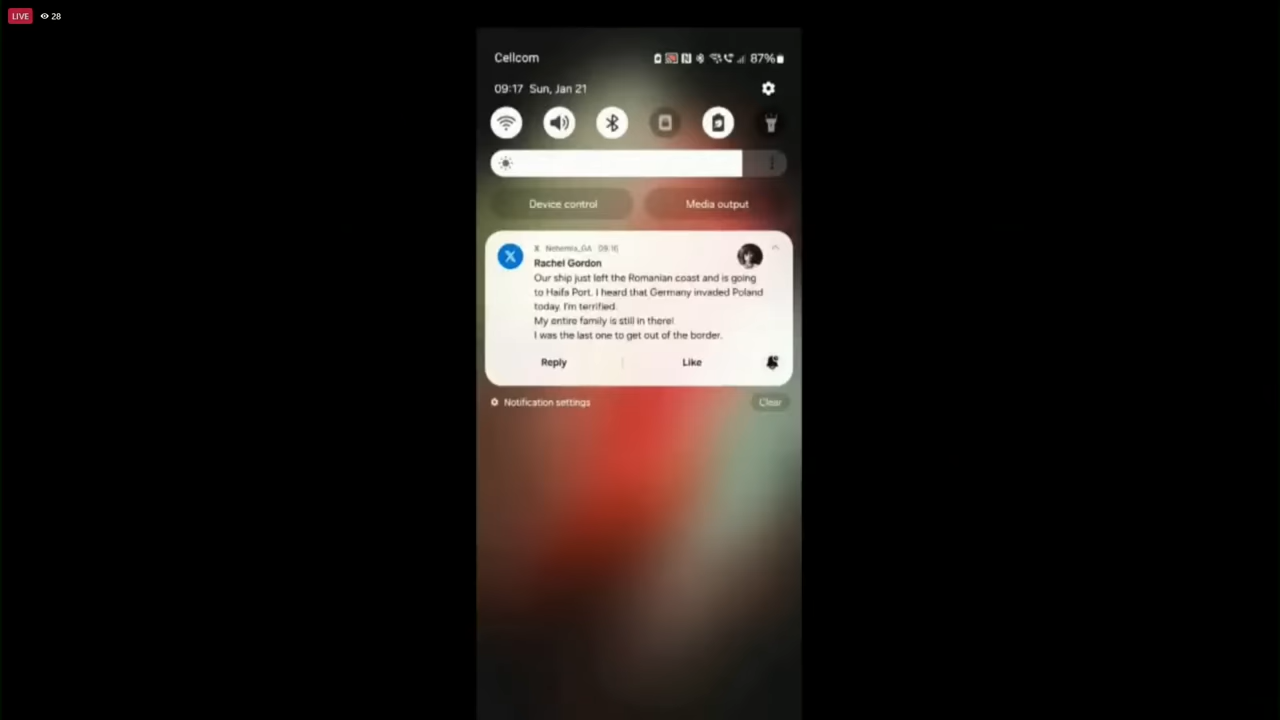 LIVE 28
Cellcom 87%
09:17 Sun, Jan 21
Device control Media output
X Nehemia_GA 09:16
Rachel Gordon
Our ship just left the Romanian coast and is going
to Haifa Port. I heard that Germany invaded Poland
today. I'm terrified.
My entire family is still in there!
I was the last one to get out of the border.
Reply Like
Notification settings Clear